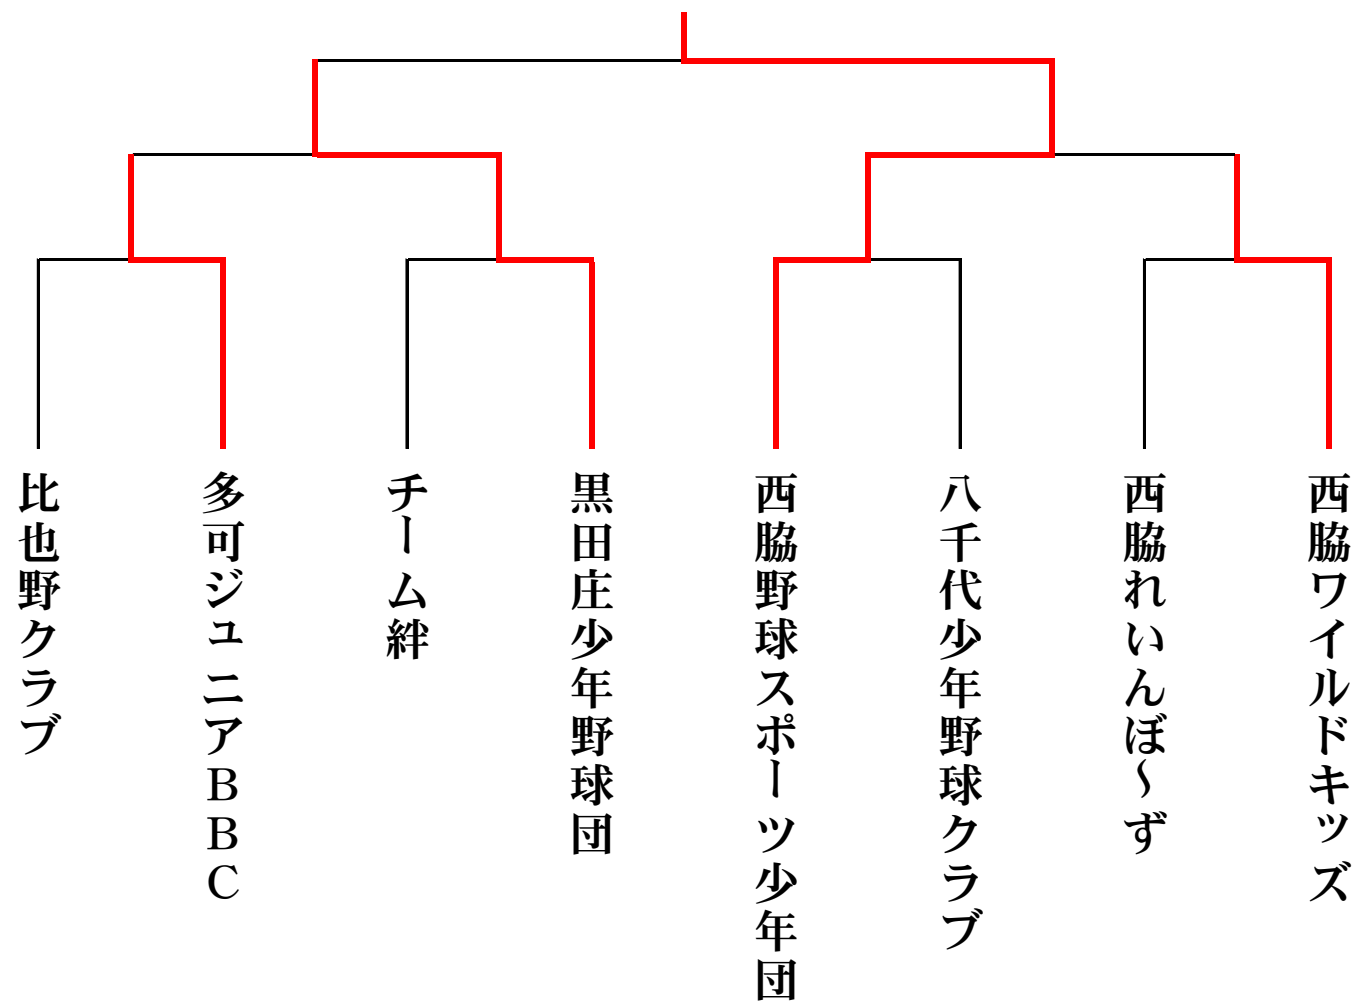 比也野クラブ
多可ジュニアＢＢＣ
チーム絆
黒田庄少年野球団
西脇野球スポーツ少年団
八千代少年野球クラブ
西脇れいんぼ～ず
西脇ワイルドキッズ